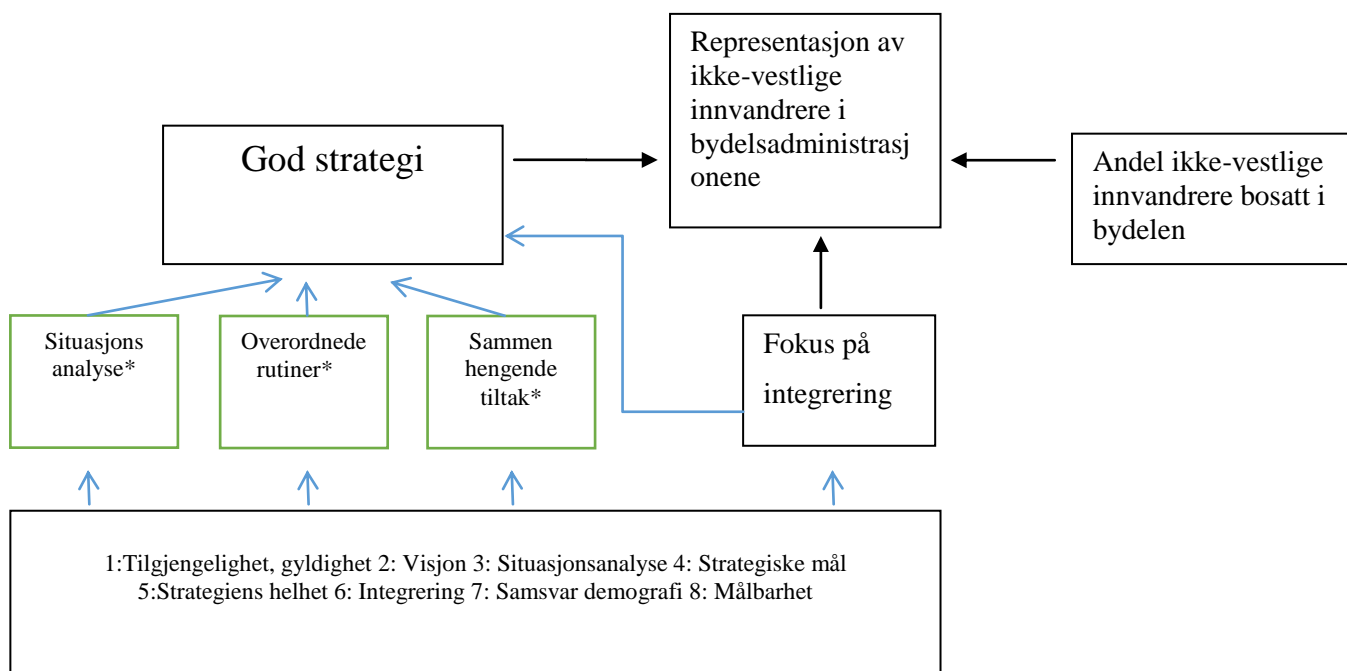 Representasjon av
ikke-vestlige
innvandrere i
bydelsadministrasj
onene
God strategi
Andel ikke-vestlige
innvandrere bosatt i
bydelen
Situasjons
analyse*
Overordnede
rutiner*
Sammen
hengende
tiltak*
Fokus på
integrering
1:Tilgjengelighet, gyldighet 2: Visjon 3: Situasjonsanalyse 4: Strategiske mål
5:Strategiens helhet 6: Integrering 7: Samsvar demografi 8: Målbarhet